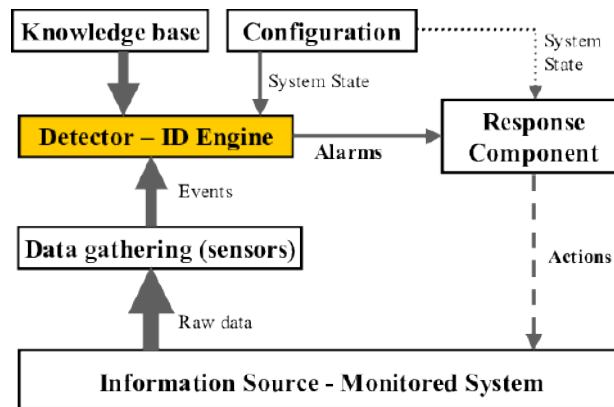 Knowledge base
Configuration
System
State
System State
Detector – ID Engine
Alarms
Response
Component
Events
Data gathering (sensors)
Actions
Raw data
Information Source - Monitored System